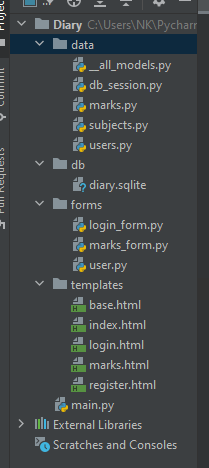 Diary C:\Users\NK\Pycharm
data
__all_models.py
db_session.py
marks.py
subjects.py
users.py
db
diary.sqlite
forms
login_form.py
marks_form.py
user.py
templates
base.html
index.html
login.html
marks.html
register.html
main.py
External Libraries
Scratches and Consoles
Commit
Pull Requests